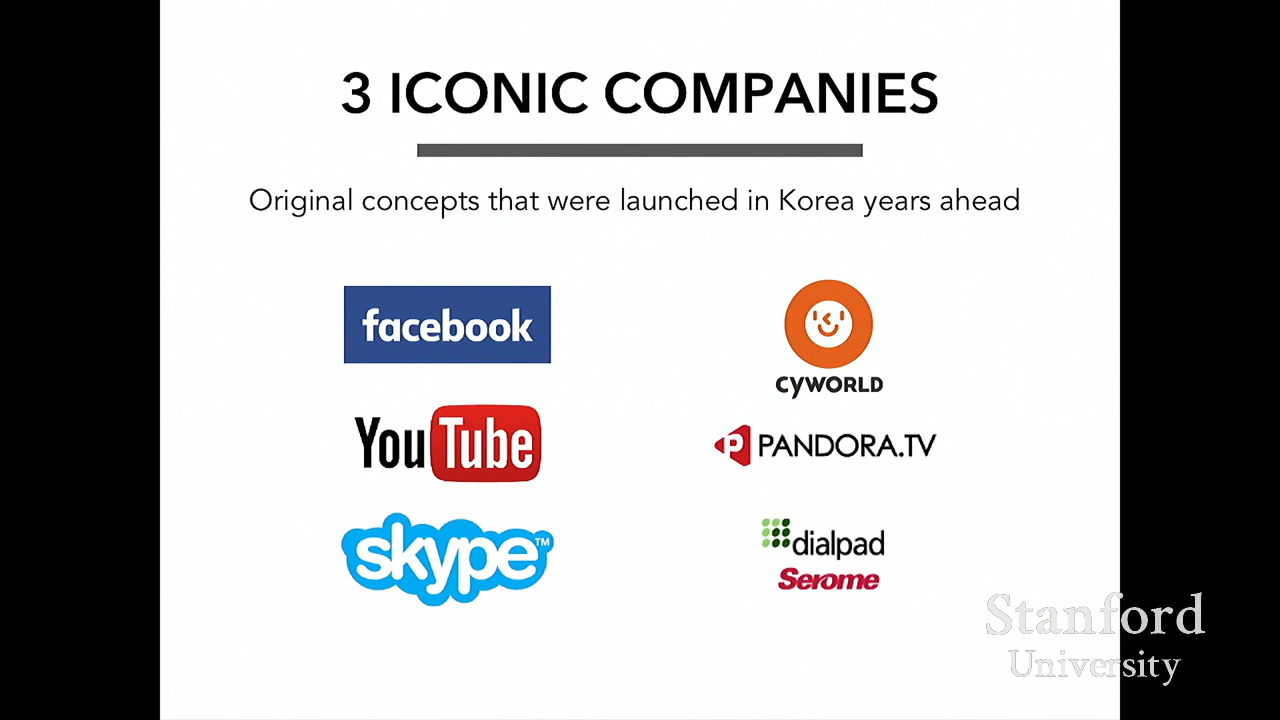 3 ICONIC COMPANIES
Original concepts that were launched in Korea years ahead
facebook
CYWORLD
YouTube
P PANDORA.TV
skype™
dialpad
Serome
Stanford
University